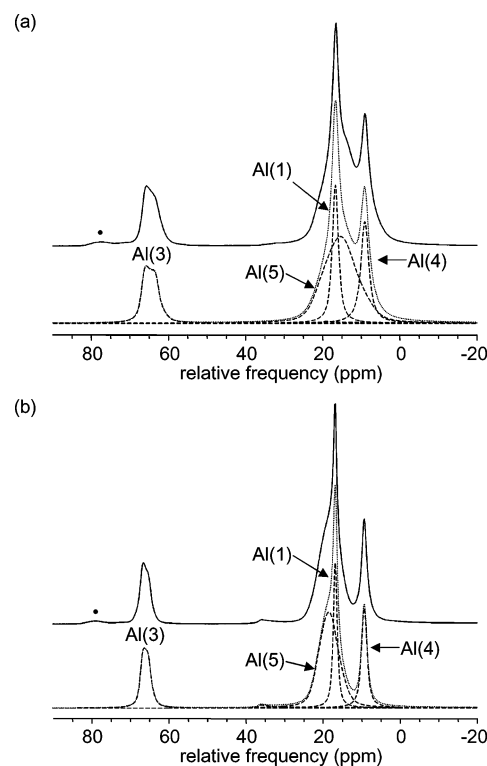 (a)
Al(1)
Al(3)
Al(5)
Al(4)
80 60 40 20 0 -20
relative frequency (ppm)
(b)
Al(1)
Al(3)
Al(5)
Al(4)
80 60 40 20 0 -20
relative frequency (ppm)